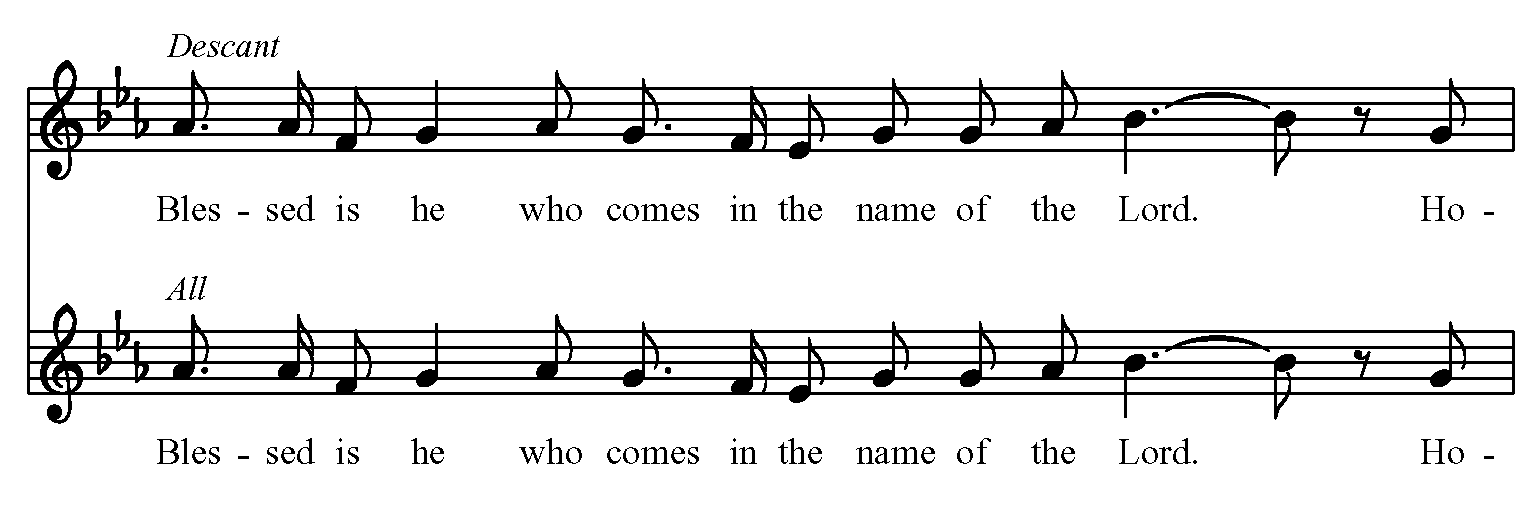 Descant
Bles - sed is he who comes in the name of the Lord. Ho -
All
Bles - sed is he who comes in the name of the Lord. Ho -